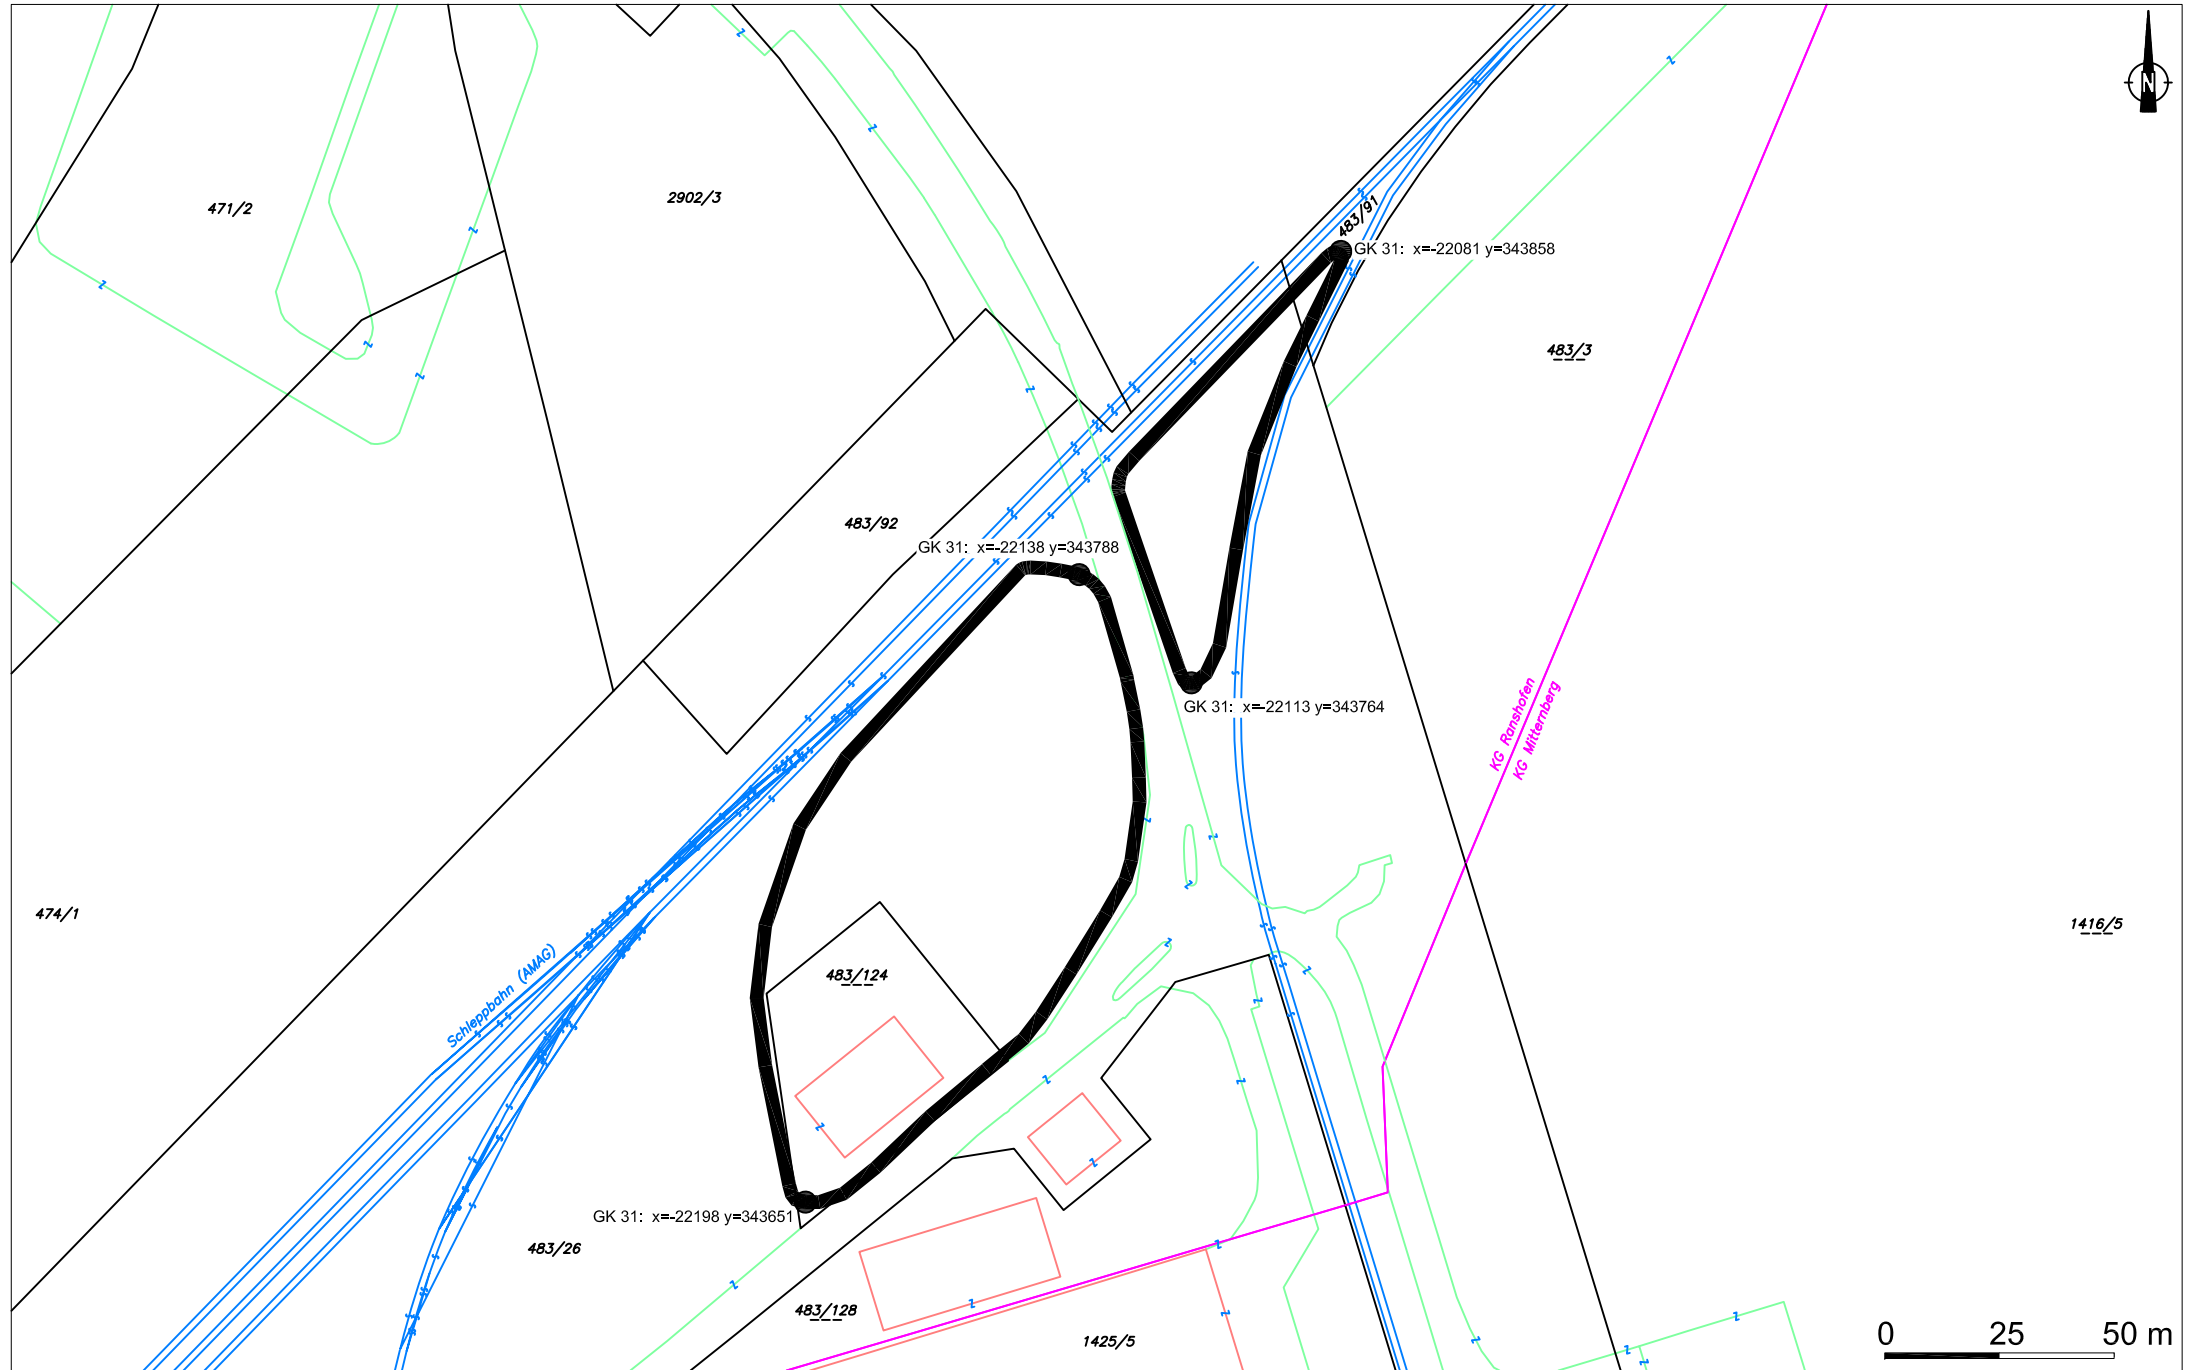 N
471/2
2902/3
483/91
GK 31: x=-22081 y=343858
483/3
483/92
GK 31: x=-22138 y=343788
GK 31: x=-22113 y=343764
KG Ranshofen
KG Mitternberg
474/1
1416/5
Schleppbahn (AMAG)
483/124
GK 31: x=-22198 y=343651
483/26
483/128
1425/5
0 25 50 m